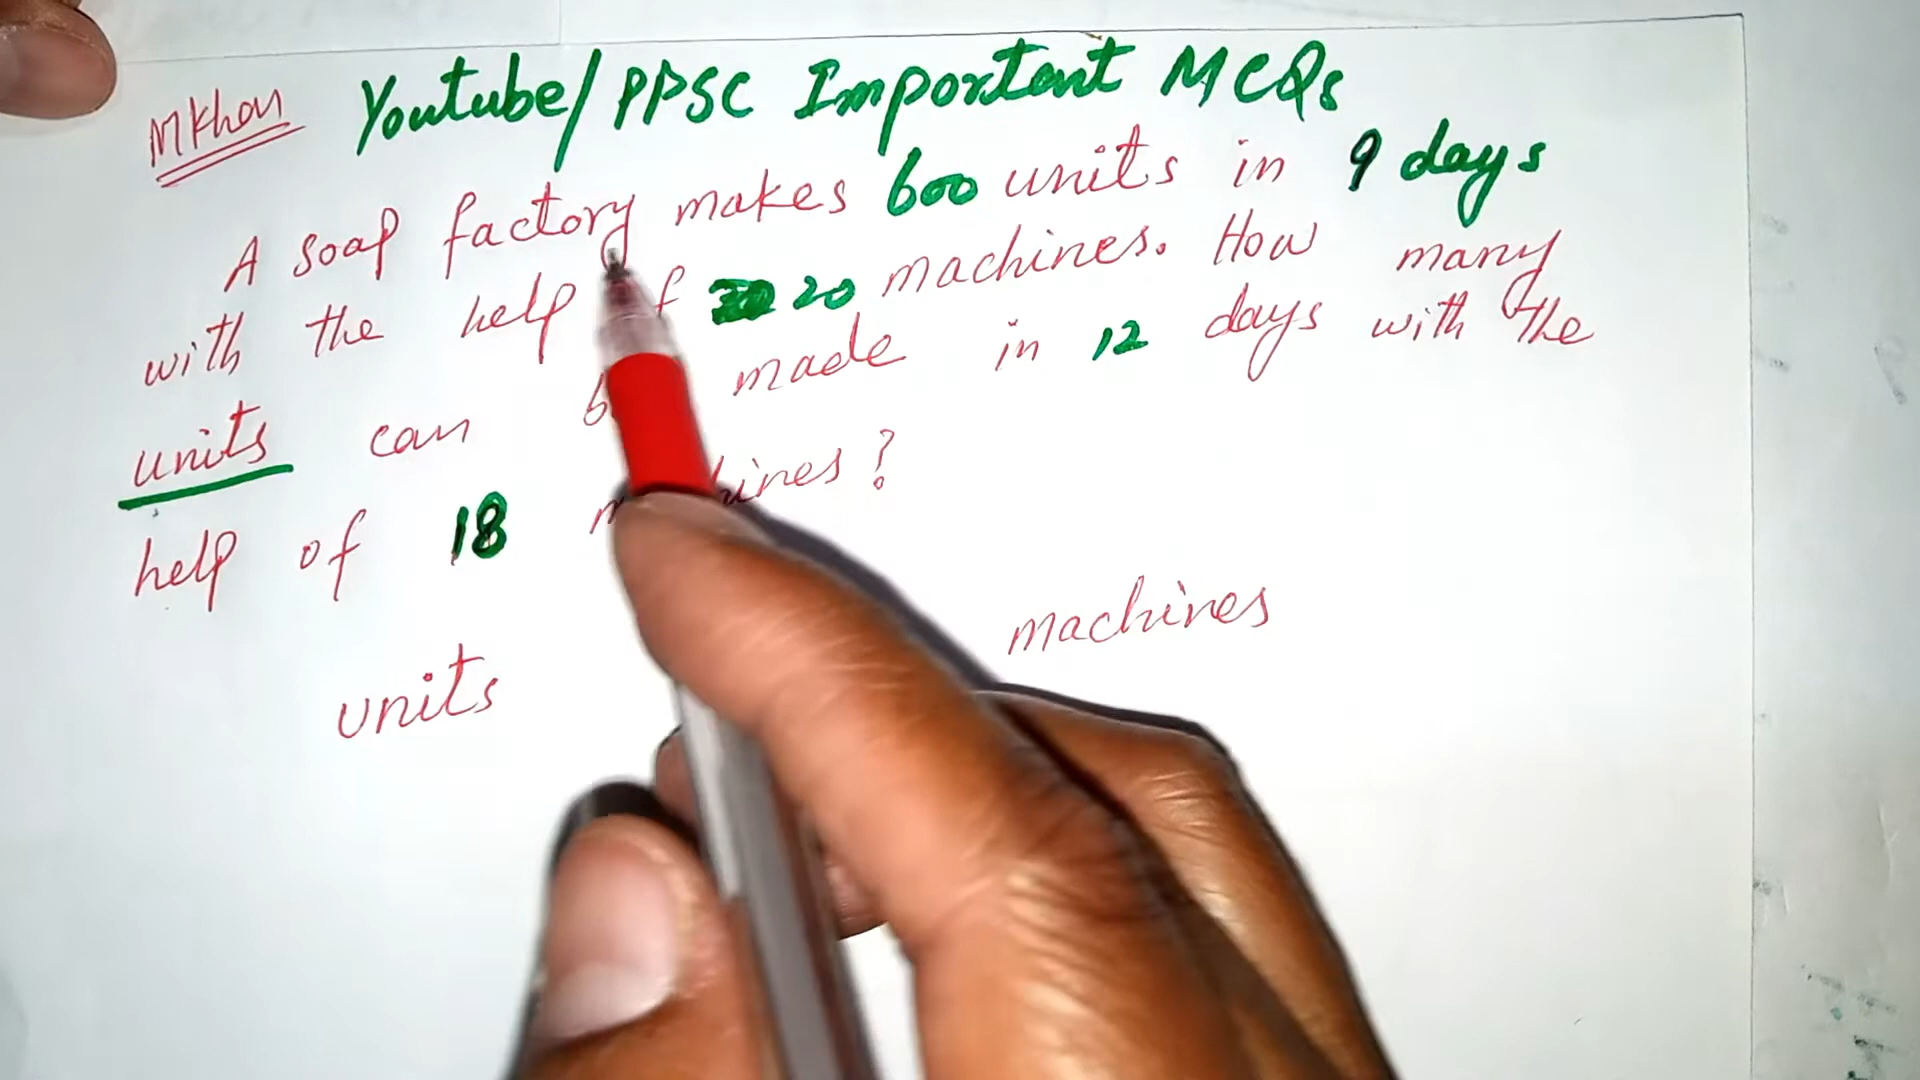 MKhan Youtube/PPSC Important MCQs
A soap factory makes 600 units in 9 days
with the help f 20 machines. How many
units can made in 12 days with the
help of 18 machines?
units machines